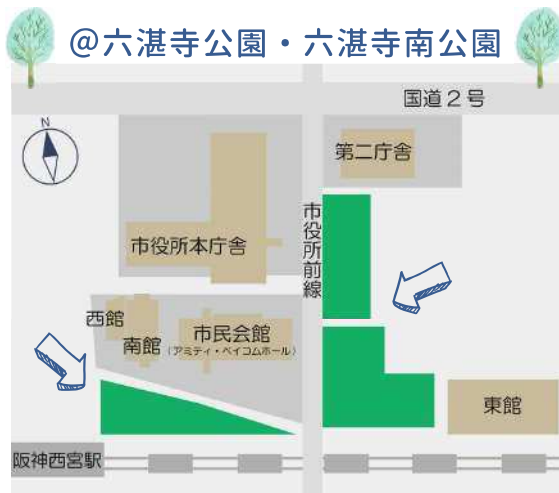 @六湛寺公園・六湛寺南公園
国道2号
N
第二庁舎
市役所前線
市役所本庁舎
西館
南館
市民会館
(アミティ・ベイコムホール)
東館
阪神西宮駅